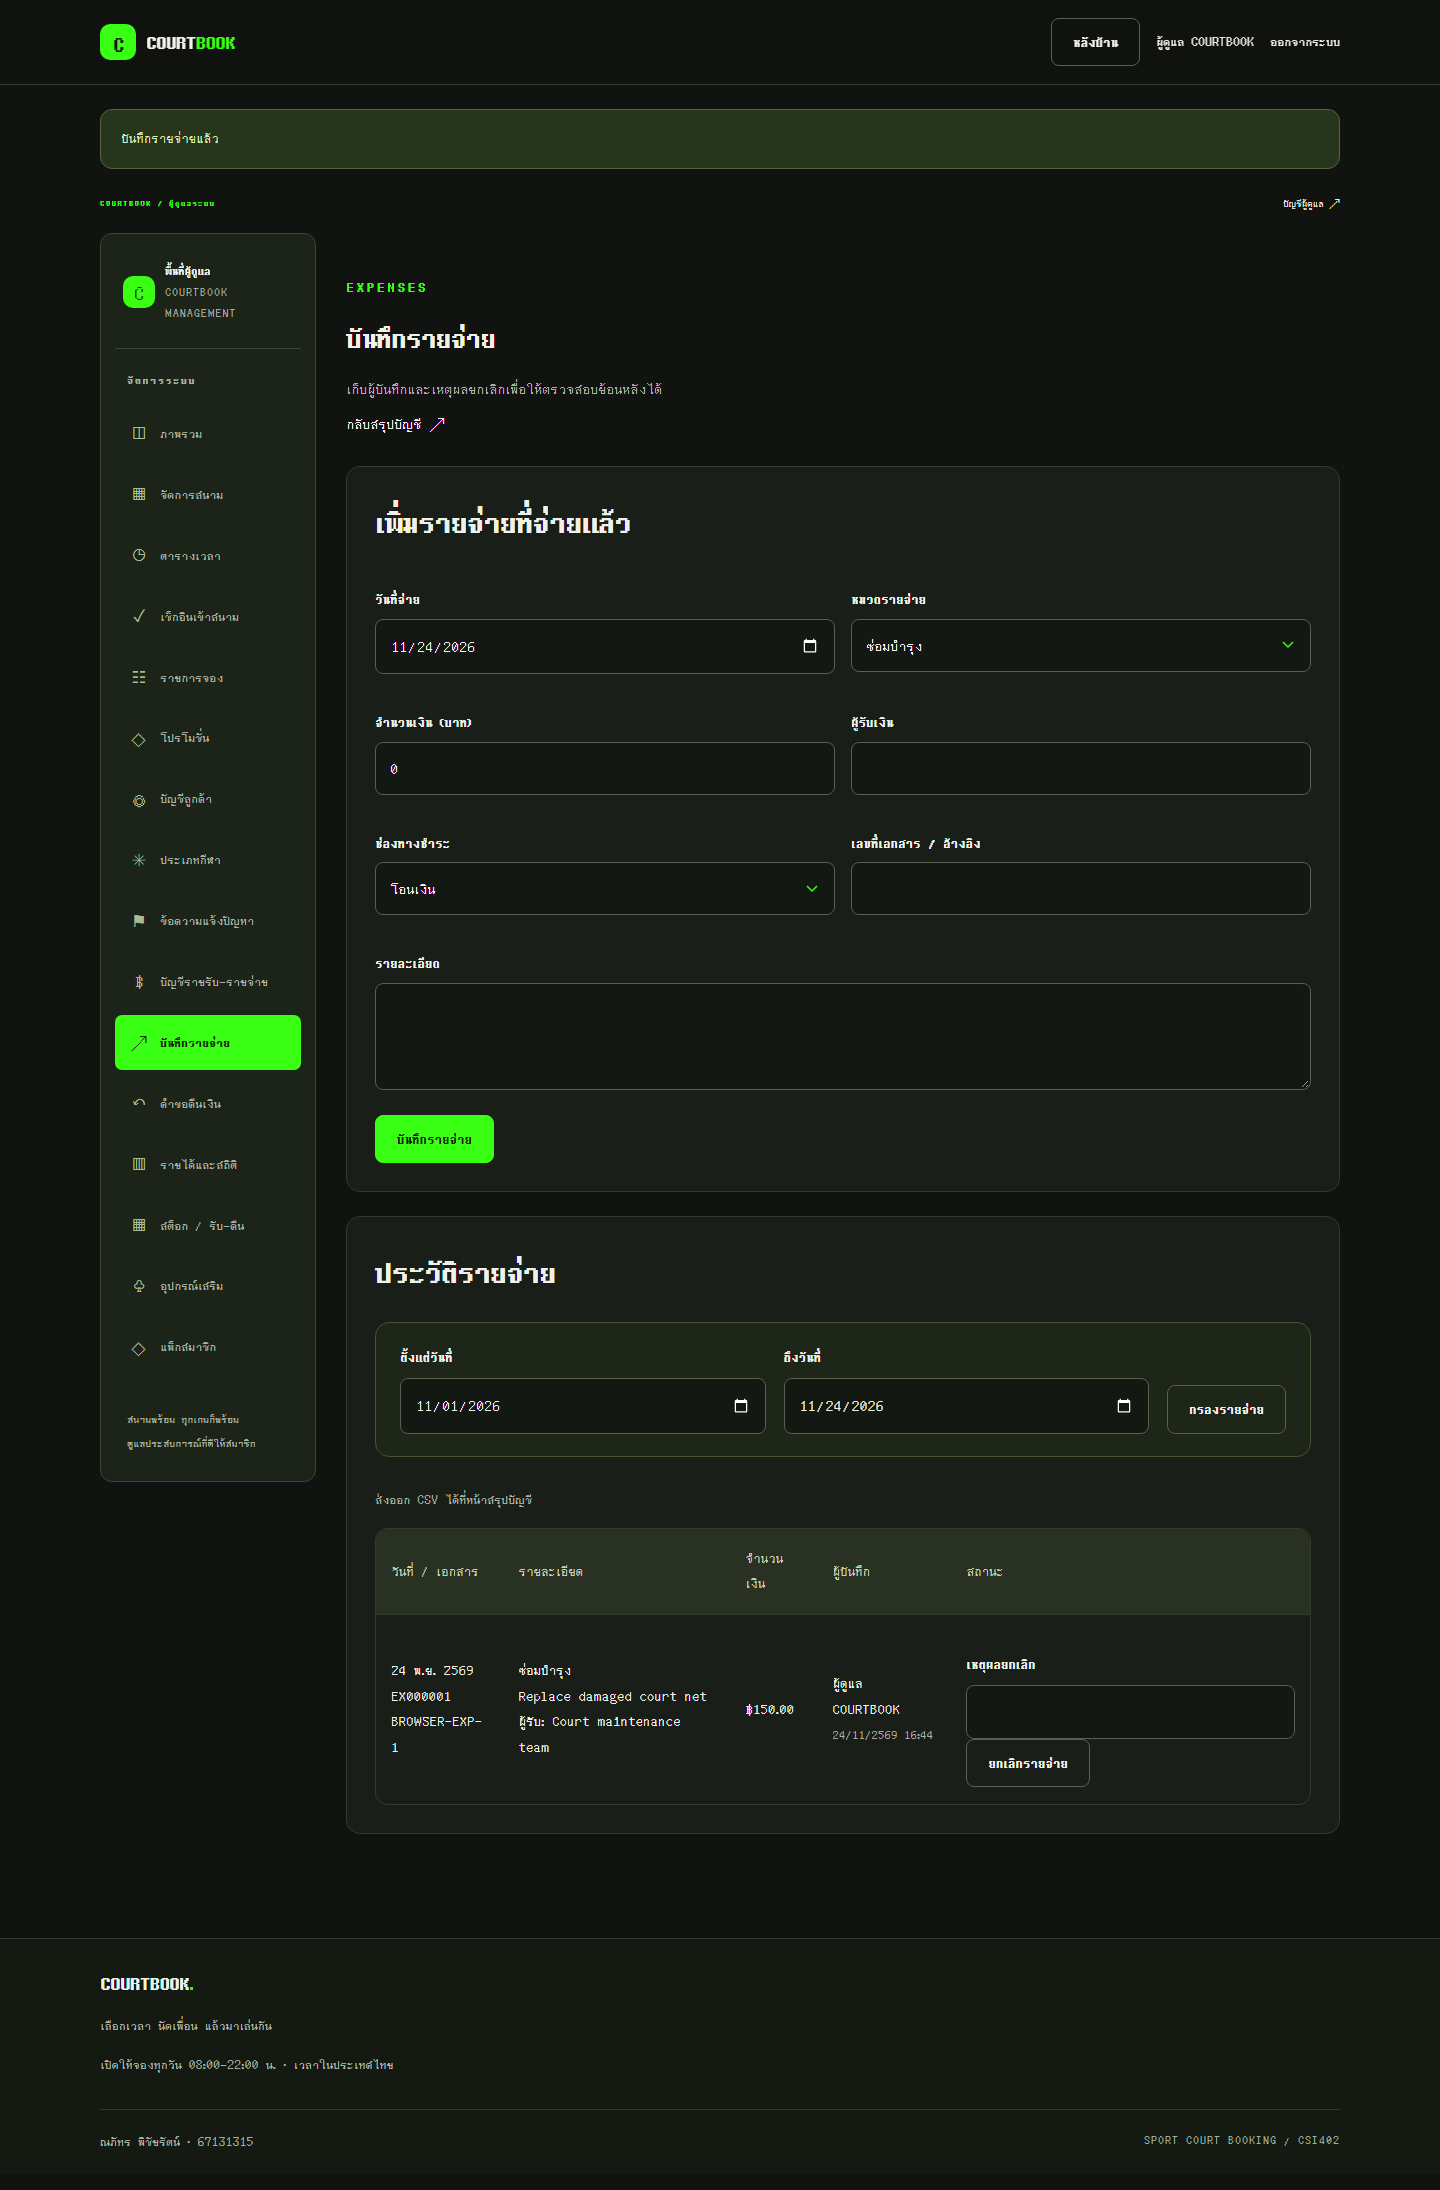 C COURTBOOK
หลังบ้าน
ผู้ดูแล COURTBOOK
ออกจากระบบ
บันทึกรายจ่ายแล้ว
COURTBOOK / ผู้ดูแลระบบ
บัญชีผู้ดูแล ↗
C
พื้นที่ผู้ดูแล
COURTBOOK
MANAGEMENT
จัดการระบบ
ภาพรวม
จัดการสนาม
ตารางเวลา
เช็กอินเข้าสนาม
รายการจอง
โปรโมชั่น
บัญชีลูกค้า
ประเภทกีฬา
ข้อความแจ้งปัญหา
฿ บัญชีรายรับ-รายจ่าย
↗ บันทึกรายจ่าย
คำขอคืนเงิน
รายได้และสถิติ
สต็อก / รับ-คืน
อุปกรณ์เสริม
แพ็กสมาชิก
สนามพร้อม ทุกเกมก็พร้อม
ดูแลประสบการณ์ที่ดีให้สมาชิก
EXPENSES
บันทึกรายจ่าย
เก็บผู้บันทึกและเหตุผลยกเลิกเพื่อให้ตรวจสอบย้อนหลังได้
กลับสรุปบัญชี ↗
เพิ่มรายจ่ายที่จ่ายแล้ว
วันที่จ่าย
หมวดรายจ่าย
11/24/2026
ซ่อมบำรุง
จำนวนเงิน (บาท)
ผู้รับเงิน
0
ช่องทางชำระ
เลขที่เอกสาร / อ้างอิง
โอนเงิน
รายละเอียด
บันทึกรายจ่าย
ประวัติรายจ่าย
ตั้งแต่วันที่
ถึงวันที่
11/01/2026
11/24/2026
กรองรายจ่าย
ส่งออก CSV ได้ที่หน้าสรุปบัญชี
วันที่ / เอกสาร
รายละเอียด
จำนวน
เงิน
ผู้บันทึก
สถานะ
24 พ.ย. 2569
EX000001
BROWSER-EXP-
1
ซ่อมบำรุง
Replace damaged court net
ผู้รับ: Court maintenance
team
฿150.00
ผู้ดูแล
COURTBOOK
24/11/2569 16:44
เหตุผลยกเลิก
ยกเลิกรายจ่าย
COURTBOOK.
เลือกเวลา นัดเพื่อน แล้วมาเล่นกัน
เปิดให้จองทุกวัน 08:00–22:00 น. · เวลาในประเทศไทย
ณภัทร พิชัยรัตน์ · 67131315
SPORT COURT BOOKING / CSI402